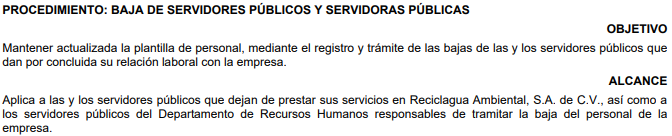 PROCEDIMIENTO: BAJA DE SERVIDORES PÚBLICOS Y SERVIDORAS PÚBLICAS
OBJETIVO
Mantener actualizada la plantilla de personal, mediante el registro y trámite de las bajas de las y los servidores públicos que
dan por concluida su relación laboral con la empresa.
ALCANCE
Aplica a las y los servidores públicos que dejan de prestar sus servicios en Reciclagua Ambiental, S.A. de C.V., así como a
los servidores públicos del Departamento de Recursos Humanos responsables de tramitar la baja del personal de la
empresa.